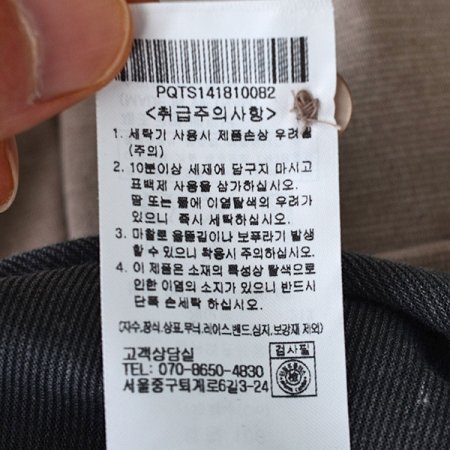 PQTS141810082
<취급주의사항>
1. 세탁기 사용시 제품손상 우려됨
(주의)
2. 10분이상 세제에 담구지 마시고
표백제 사용을 삼가하십시오.
땀 또는 물에 이염탈색의 우려가
있으니 즉시 세탁하십시오.
3. 마찰로 올뜯김이나 보푸라기 발생
할 수 있으니 착용시 주의하십시오.
4. 이 제품은 소재의 특성상 탈색으로
인한 이염의 소지가 있으니 반드시
단독 손세탁 하십시오.
(자수,장식,상표,무늬,레이스밴드,심지,보강재 제외)
고객상담실
TEL: 070-8650-4830
서울중구퇴계로6길3-24
검사필